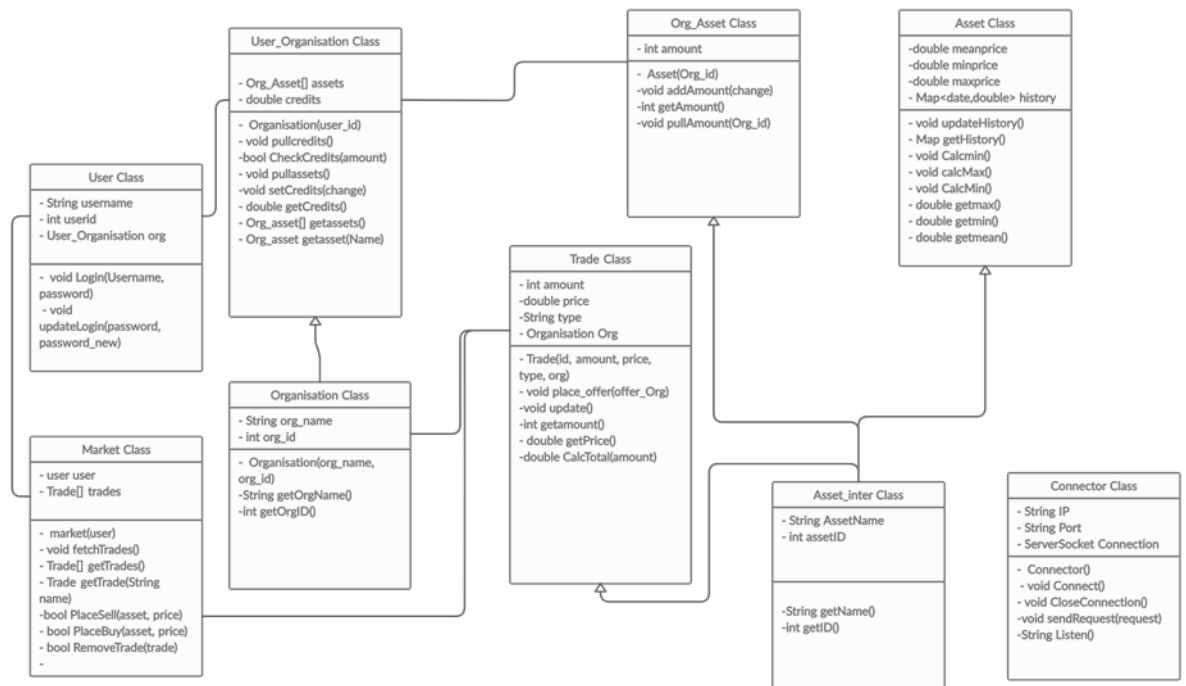 User_Organisation Class
- Org_Asset[] assets
- double credits
- Organisation(user_id)
- void pullcredits()
-bool CheckCredits(amount)
- void pullassets()
-void setCredits(change)
- double getCredits()
- Org_asset[] getassets()
- Org_asset getasset(Name)
Org_Asset Class
- int amount
- Asset(Org_id)
-void addAmount(change)
-int getAmount()
-void pullAmount(Org_id)
Asset Class
-double meanprice
-double minprice
-double maxprice
- Map<date,double> history
- void updateHistory()
- Map getHistory()
- void Calcmin()
- void calcMax()
- void CalcMin()
- double getmax()
- double getmin()
- double getmean()
User Class
- String username
- int userid
- User_Organisation org
- void Login(Username,
password)
- void
updateLogin(password,
password_new)
Trade Class
- int amount
-double price
-String type
- Organisation Org
- Trade(id, amount, price,
type, org)
- void place_offer(offer_Org)
-void update()
-int getamount()
- double getPrice()
-double CalcTotal(amount)
Organisation Class
- String org_name
- int org_id
- Organisation(org_name,
org_id)
-String getOrgName()
-int getOrgID()
Market Class
- user user
- Trade[] trades
- market(user)
- void fetchTrades()
- Trade[] getTrades()
- Trade getTrade(String
name)
-bool PlaceSell(asset, price)
- bool PlaceBuy(asset, price)
- bool RemoveTrade(trade)
-
Asset_inter Class
- String AssetName
- int assetID
-String getName()
-int getID()
Connector Class
- String IP
- String Port
- ServerSocket Connection
- Connector()
- void Connect()
- void CloseConnection()
-void sendRequest(request)
-String Listen()